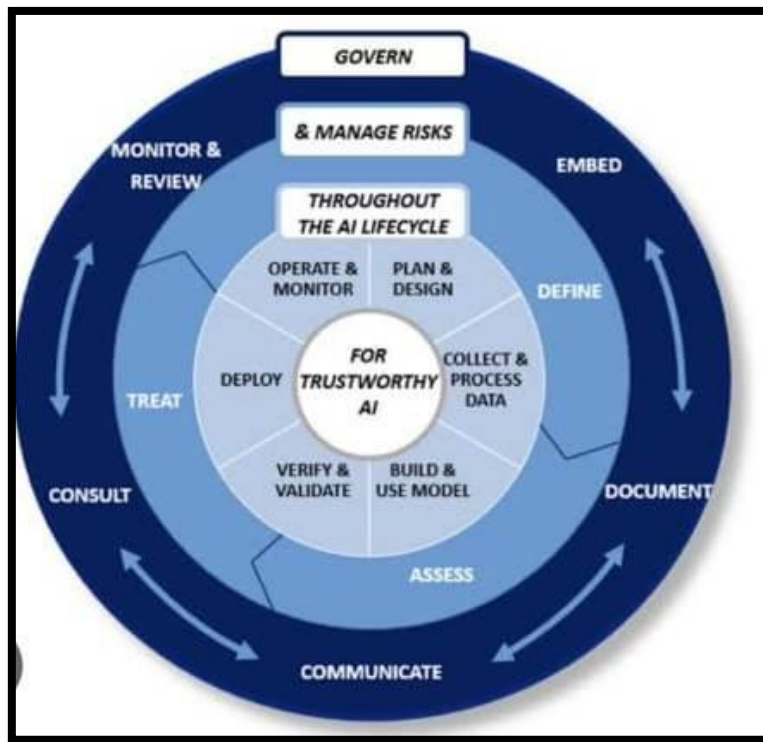 GOVERN
& MANAGE RISKS
THROUGHOUT
THE AI LIFECYCLE
MONITOR &
REVIEW
EMBED
OPERATE &
MONITOR
PLAN &
DESIGN
DEFINE
DEPLOY
FOR
TRUSTWORTHY
AI
COLLECT &
PROCESS
DATA
TREAT
VERIFY &
VALIDATE
BUILD &
USE MODEL
CONSULT
DOCUMENT
ASSESS
COMMUNICATE